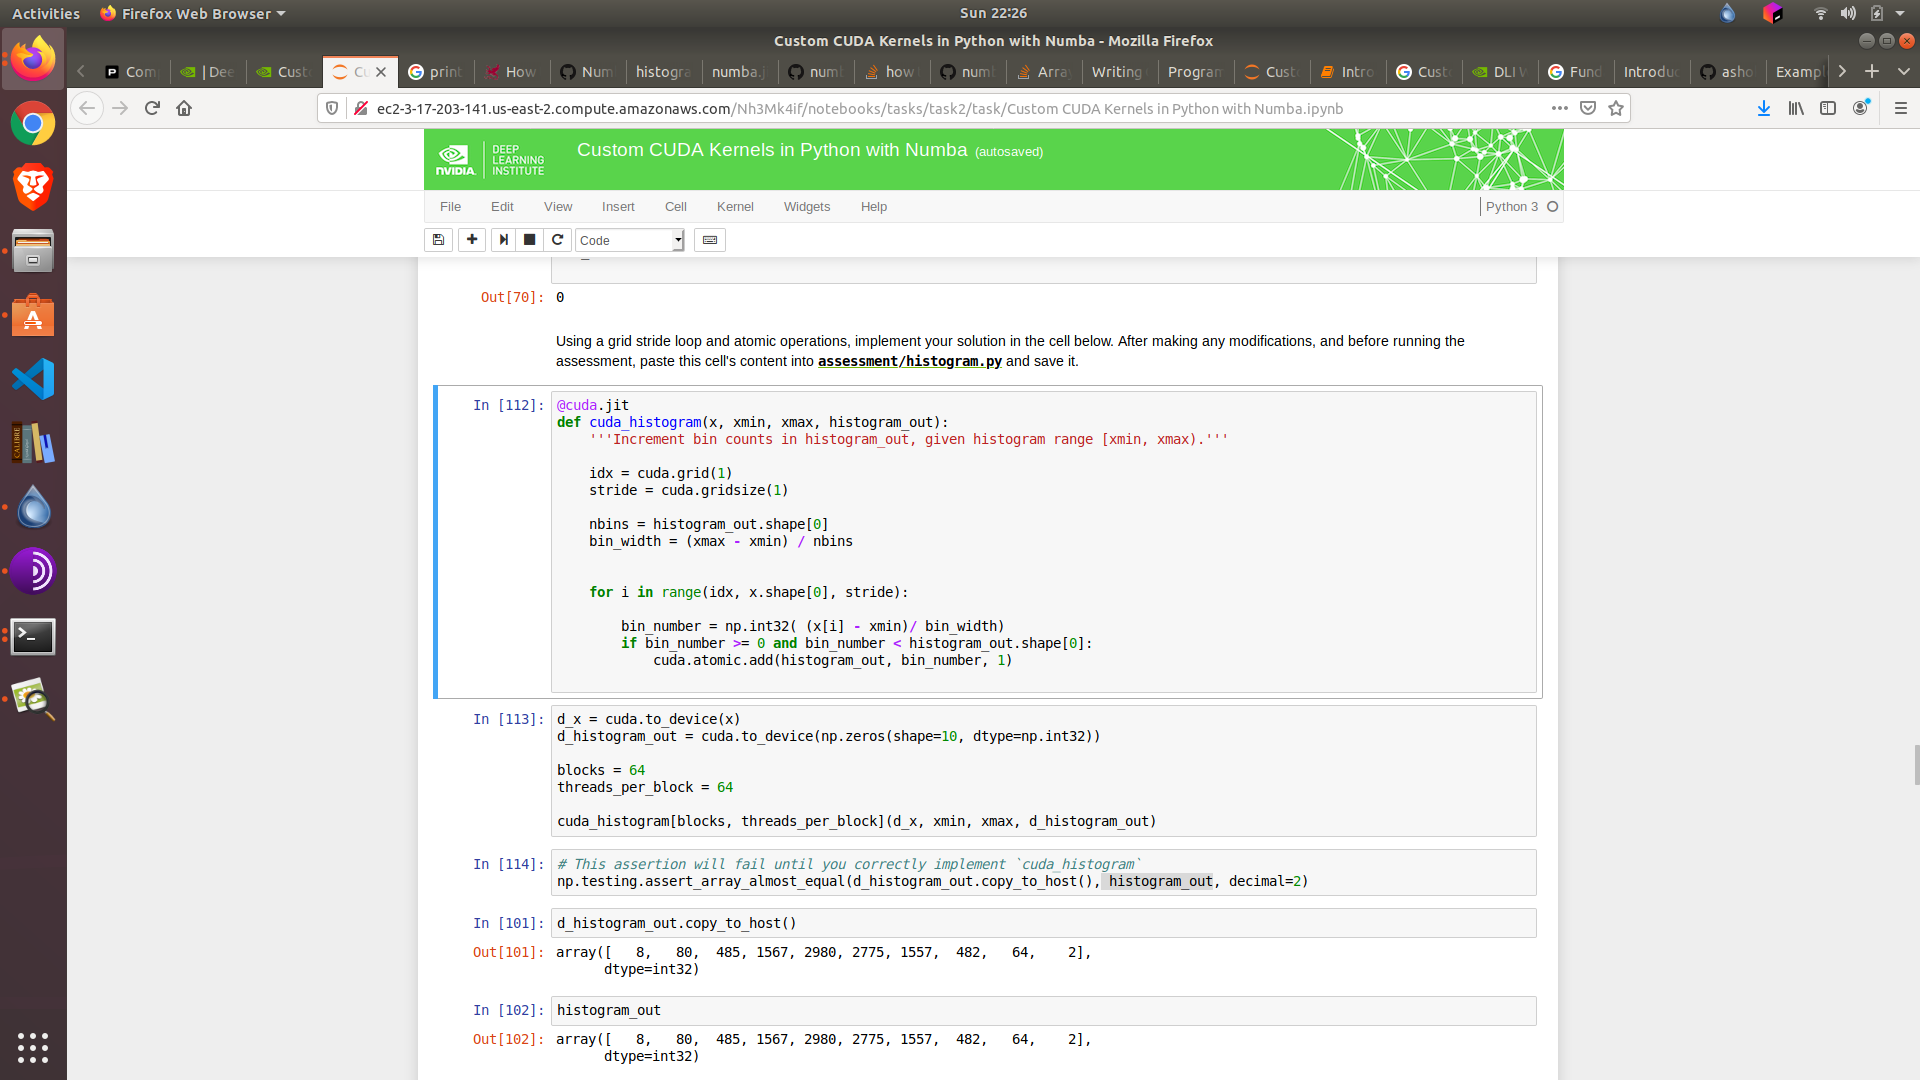 Activities Firefox Web Browser Sun 22:26
Custom CUDA Kernels in Python with Numba - Mozilla Firefox
Com | Dee Custo Cu print How Num histogra numba.j numb how numb Array Writing Program Custo Intro Custo DLI Fund Introdu asho Exampl
ec2-3-17-203-141.us-east-2.compute.amazonaws.com/Nh3Mk4if/notebooks/tasks/task2/task/Custom CUDA Kernels in Python with Numba.ipynb
NVIDIA. DEEP LEARNING INSTITUTE
Custom CUDA Kernels in Python with Numba (autosaved)
File Edit View Insert Cell Kernel Widgets Help Python 3
Code
Out[70]: 0
Using a grid stride loop and atomic operations, implement your solution in the cell below. After making any modifications, and before running the
assessment, paste this cell's content into assessment/histogram.py and save it.
In [112]: @cuda.jit
def cuda_histogram(x, xmin, xmax, histogram_out):
    '''Increment bin counts in histogram_out, given histogram range [xmin, xmax).'''
    idx = cuda.grid(1)
    stride = cuda.gridsize(1)
    nbins = histogram_out.shape[0]
    bin_width = (xmax - xmin) / nbins
    for i in range(idx, x.shape[0], stride):
        bin_number = np.int32( (x[i] - xmin)/ bin_width)
        if bin_number >= 0 and bin_number < histogram_out.shape[0]:
            cuda.atomic.add(histogram_out, bin_number, 1)
In [113]: d_x = cuda.to_device(x)
d_histogram_out = cuda.to_device(np.zeros(shape=10, dtype=np.int32))
blocks = 64
threads_per_block = 64
cuda_histogram[blocks, threads_per_block](d_x, xmin, xmax, d_histogram_out)
In [114]: # This assertion will fail until you correctly implement `cuda_histogram`
np.testing.assert_array_almost_equal(d_histogram_out.copy_to_host(), histogram_out, decimal=2)
In [101]: d_histogram_out.copy_to_host()
Out[101]: array([   8,   80,  485, 1567, 2980, 2775, 1557,  482,   64,    2],
      dtype=int32)
In [102]: histogram_out
Out[102]: array([   8,   80,  485, 1567, 2980, 2775, 1557,  482,   64,    2],
      dtype=int32)